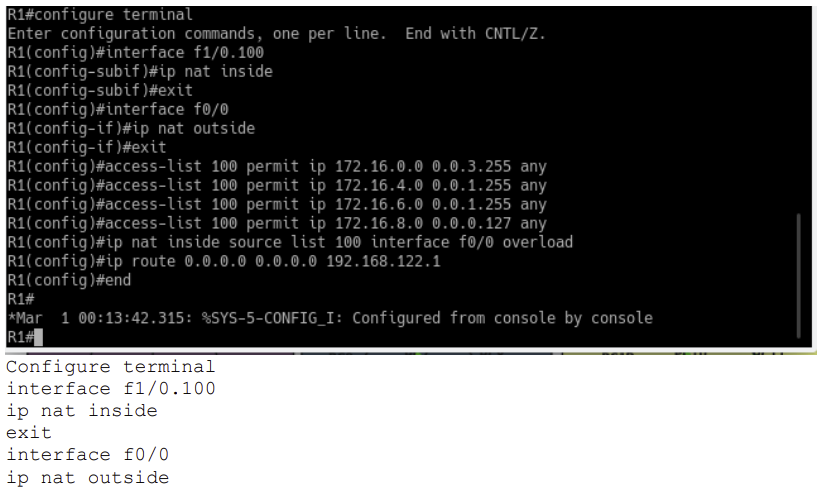 R1#configure terminal
Enter configuration commands, one per line.  End with CNTL/Z.
R1(config)#interface f1/0.100
R1(config-subif)#ip nat inside
R1(config-subif)#exit
R1(config)#interface f0/0
R1(config-if)#ip nat outside
R1(config-if)#exit
R1(config)#access-list 100 permit ip 172.16.0.0 0.0.3.255 any
R1(config)#access-list 100 permit ip 172.16.4.0 0.0.1.255 any
R1(config)#access-list 100 permit ip 172.16.6.0 0.0.1.255 any
R1(config)#access-list 100 permit ip 172.16.8.0 0.0.0.127 any
R1(config)#ip nat inside source list 100 interface f0/0 overload
R1(config)#ip route 0.0.0.0 0.0.0.0 192.168.122.1
R1(config)#end
R1#
*Mar  1 00:13:42.315: %SYS-5-CONFIG_I: Configured from console by console
R1#
Configure terminal
interface f1/0.100
ip nat inside
exit
interface f0/0
ip nat outside